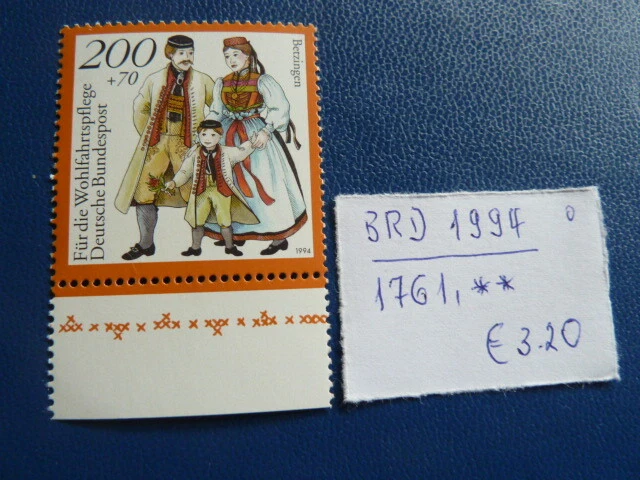 200
+70
Betzingen
Für die Wohlfahrtspflege
Deutsche Bundespost
1994
BRD 1994
1761, **
€ 3.20